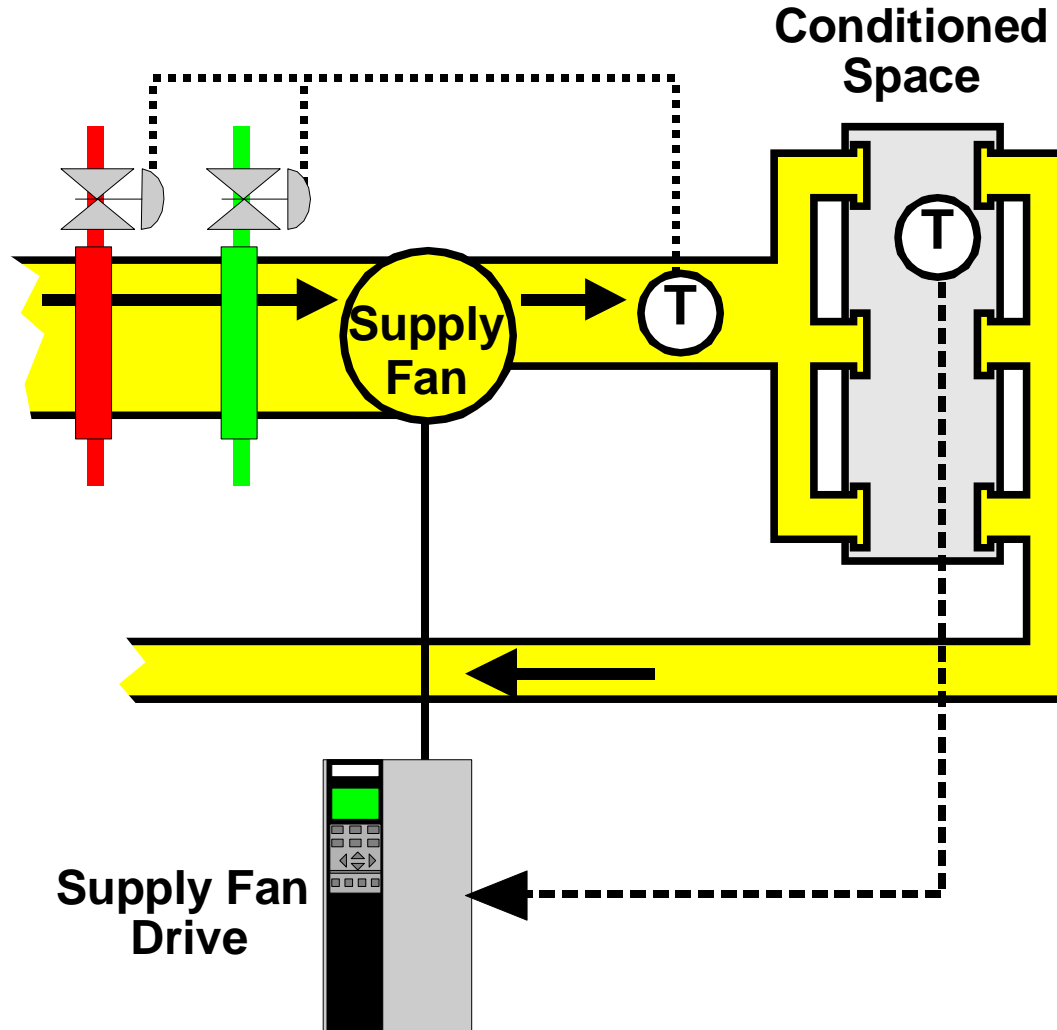 Conditioned
Space
T
Supply
Fan
T
Supply Fan
Drive